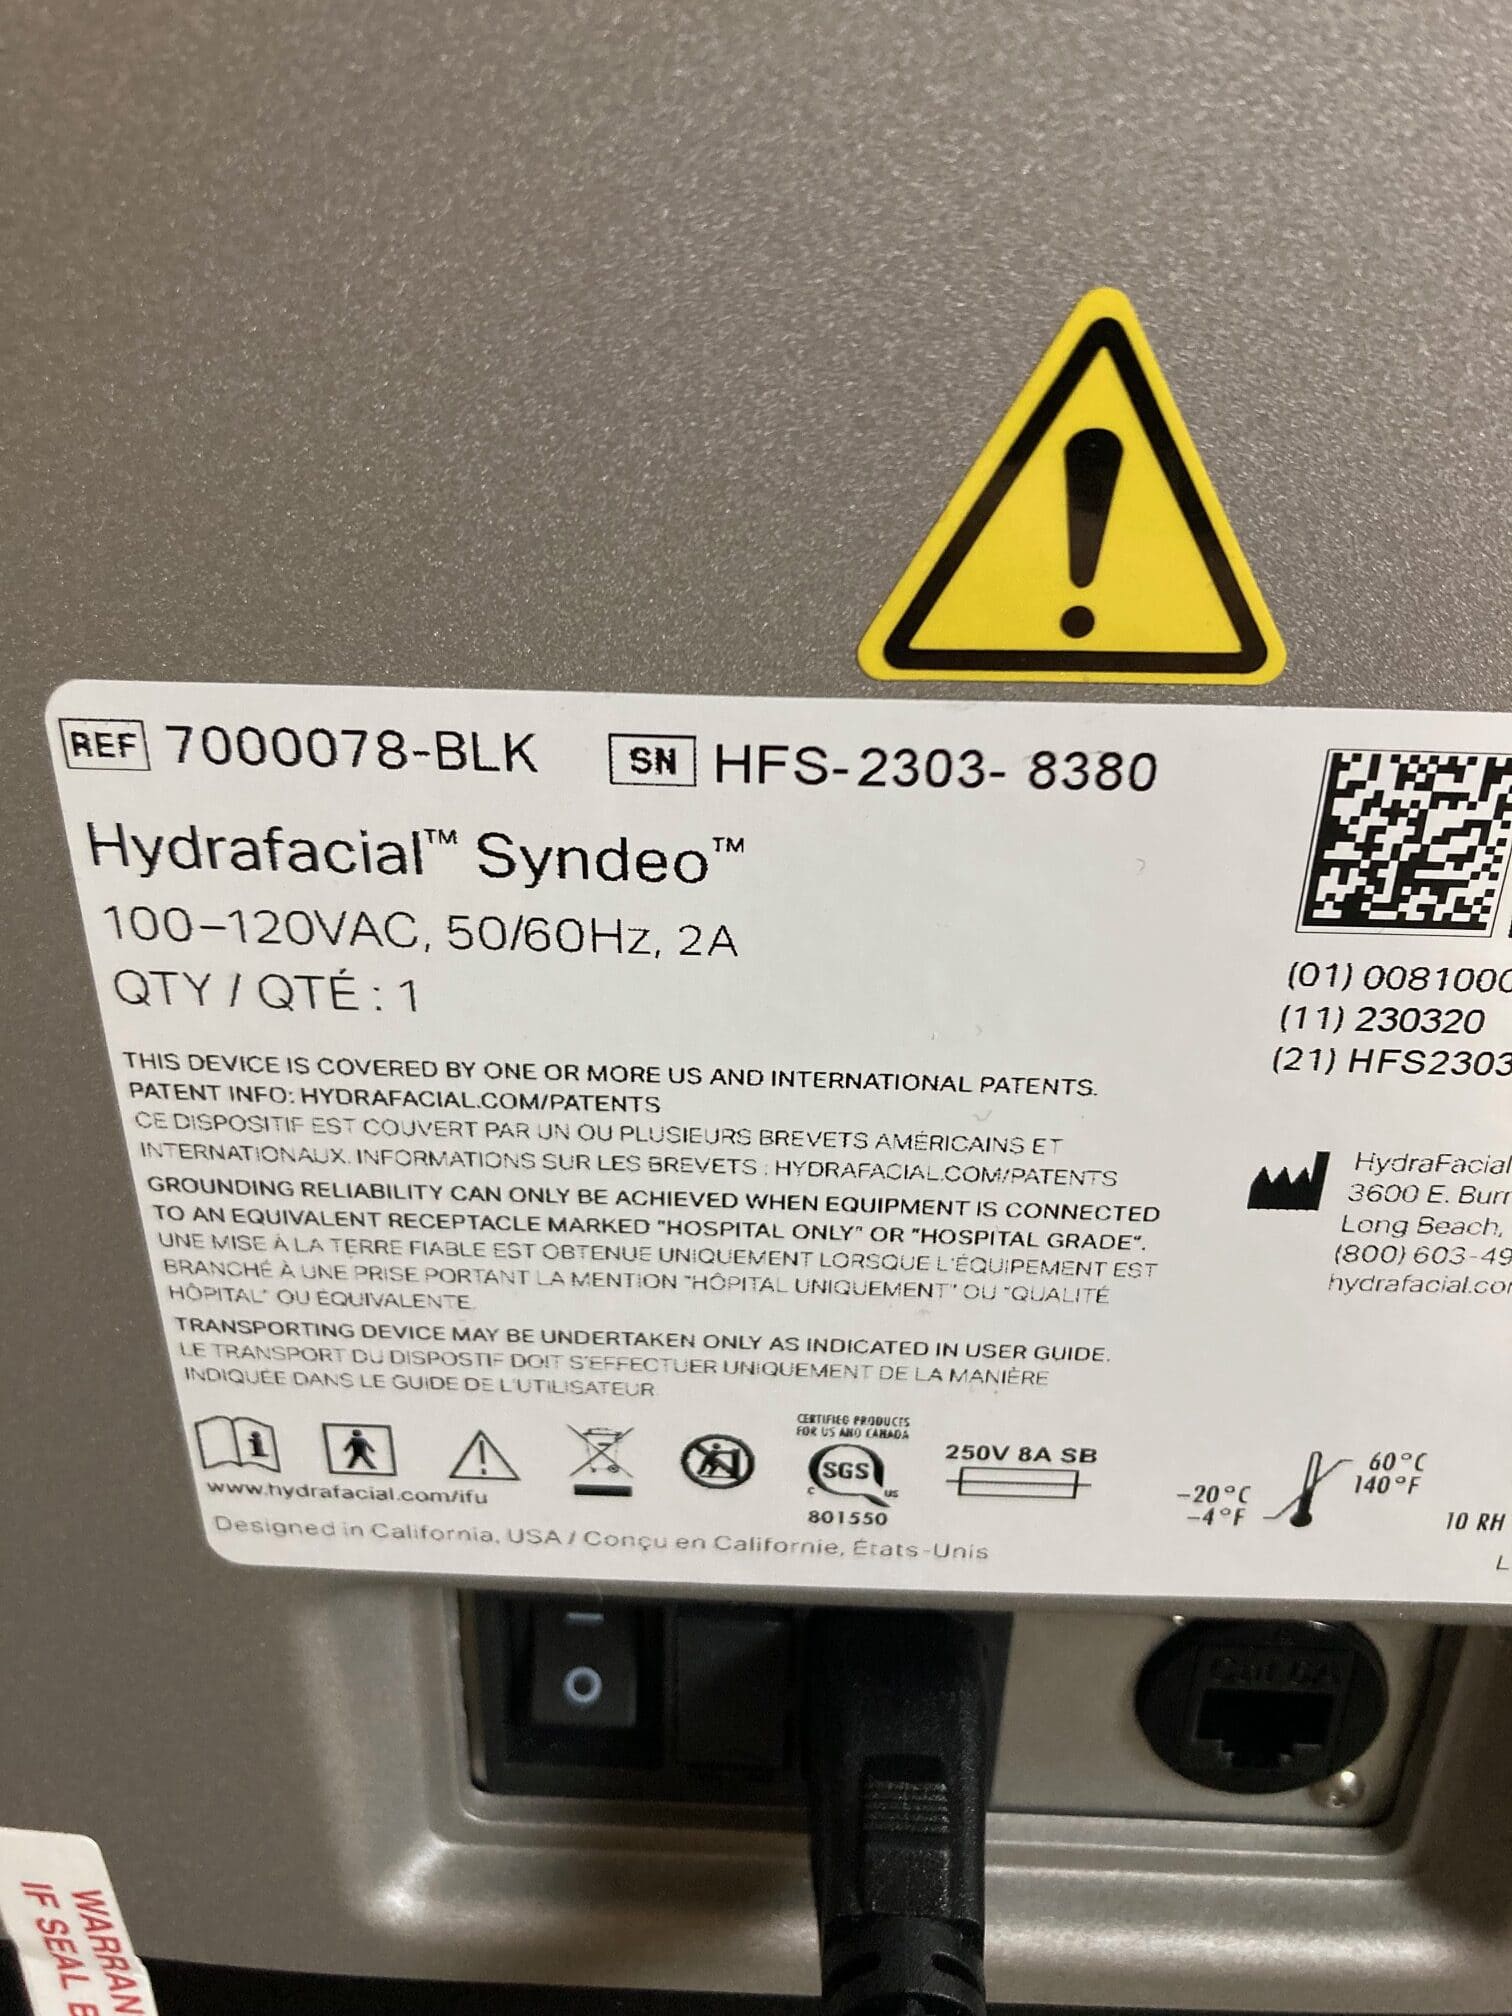 REF 7000078-BLK SN HFS-2303- 8380
Hydrafacial™ Syndeo™
100–120VAC, 50/60Hz, 2A
QTY / QTÉ : 1
(01) 0081000
(11) 230320
(21) HFS2303
THIS DEVICE IS COVERED BY ONE OR MORE US AND INTERNATIONAL PATENTS.
PATENT INFO: HYDRAFACIAL.COM/PATENTS
CE DISPOSITIF EST COUVERT PAR UN OU PLUSIEURS BREVETS AMÉRICAINS ET
INTERNATIONAUX. INFORMATIONS SUR LES BREVETS : HYDRAFACIAL.COM/PATENTS
GROUNDING RELIABILITY CAN ONLY BE ACHIEVED WHEN EQUIPMENT IS CONNECTED
TO AN EQUIVALENT RECEPTACLE MARKED "HOSPITAL ONLY" OR "HOSPITAL GRADE".
UNE MISE À LA TERRE FIABLE EST OBTENUE UNIQUEMENT LORSQUE L'ÉQUIPEMENT EST
BRANCHÉ À UNE PRISE PORTANT LA MENTION "HÔPITAL UNIQUEMENT" OU "QUALITÉ
HÔPITAL" OU ÉQUIVALENTE.
TRANSPORTING DEVICE MAY BE UNDERTAKEN ONLY AS INDICATED IN USER GUIDE.
LE TRANSPORT DU DISPOSTIF DOIT S'EFFECTUER UNIQUEMENT DE LA MANIÈRE
INDIQUÉE DANS LE GUIDE DE L'UTILISATEUR
HydraFacial
3600 E. Burr
Long Beach,
(800) 603-49
hydrafacial.com
www.hydrafacial.com/ifu
CERTIFIED PRODUCTS
FOR US AND CANADA
SGS
C US
801550
250V 8A SB
–20°C
–4°F
60°C
140°F
10 RH
Designed in California, USA / Conçu en Californie, États-Unis
Cat 6A
WARRAN
IF SEAL B